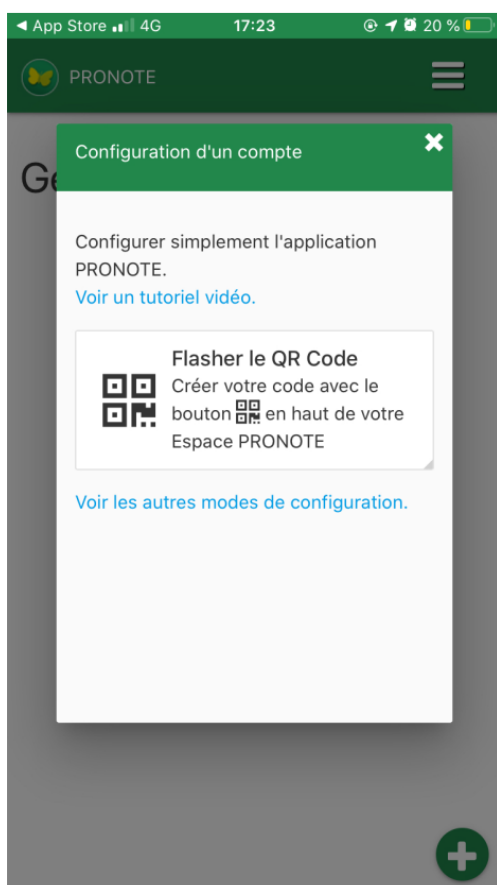 App Store 4G 17:23 20 %
PRONOTE
Ge
Configuration d'un compte
Configurer simplement l'application
PRONOTE.
Voir un tutoriel vidéo.
Flasher le QR Code
Créer votre code avec le
bouton en haut de votre
Espace PRONOTE
Voir les autres modes de configuration.